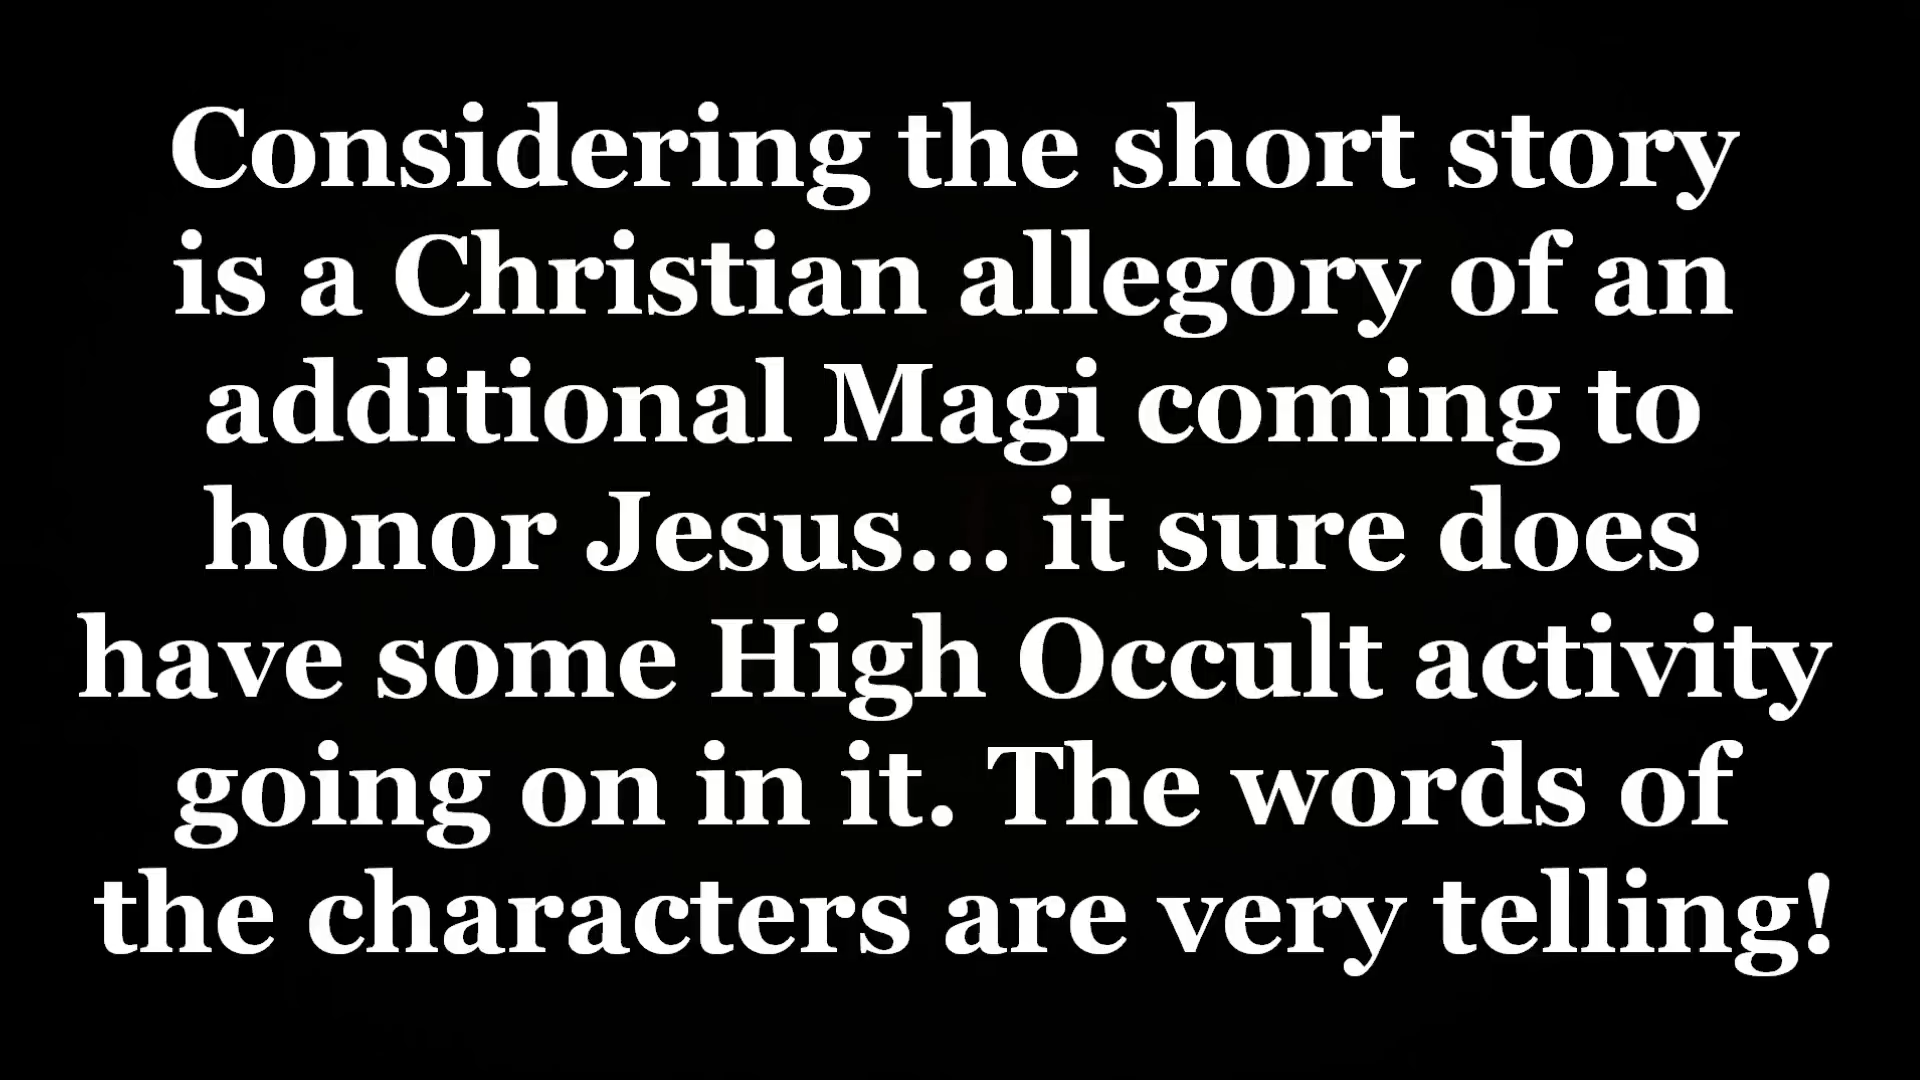 Considering the short story
is a Christian allegory of an
additional Magi coming to
honor Jesus... it sure does
have some High Occult activity
going on in it. The words of
the characters are very telling!